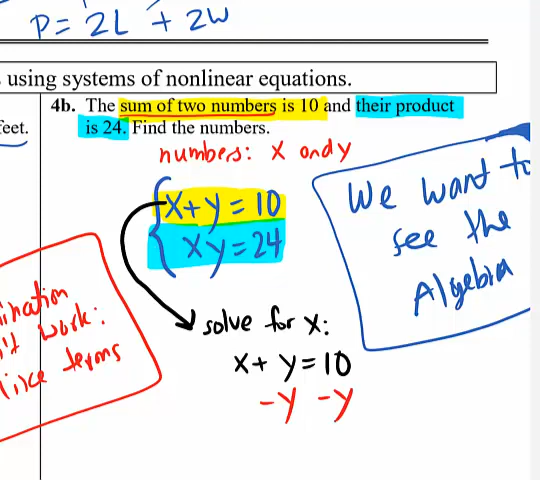 P = 2L + 2W
using systems of nonlinear equations.
feet.
4b. The sum of two numbers is 10 and their product
is 24. Find the numbers.
numbers: x and y
x + y = 10
xy = 24
We want to
see the
Algebra
work:
terms
solve for x:
x + y = 10
-y -y